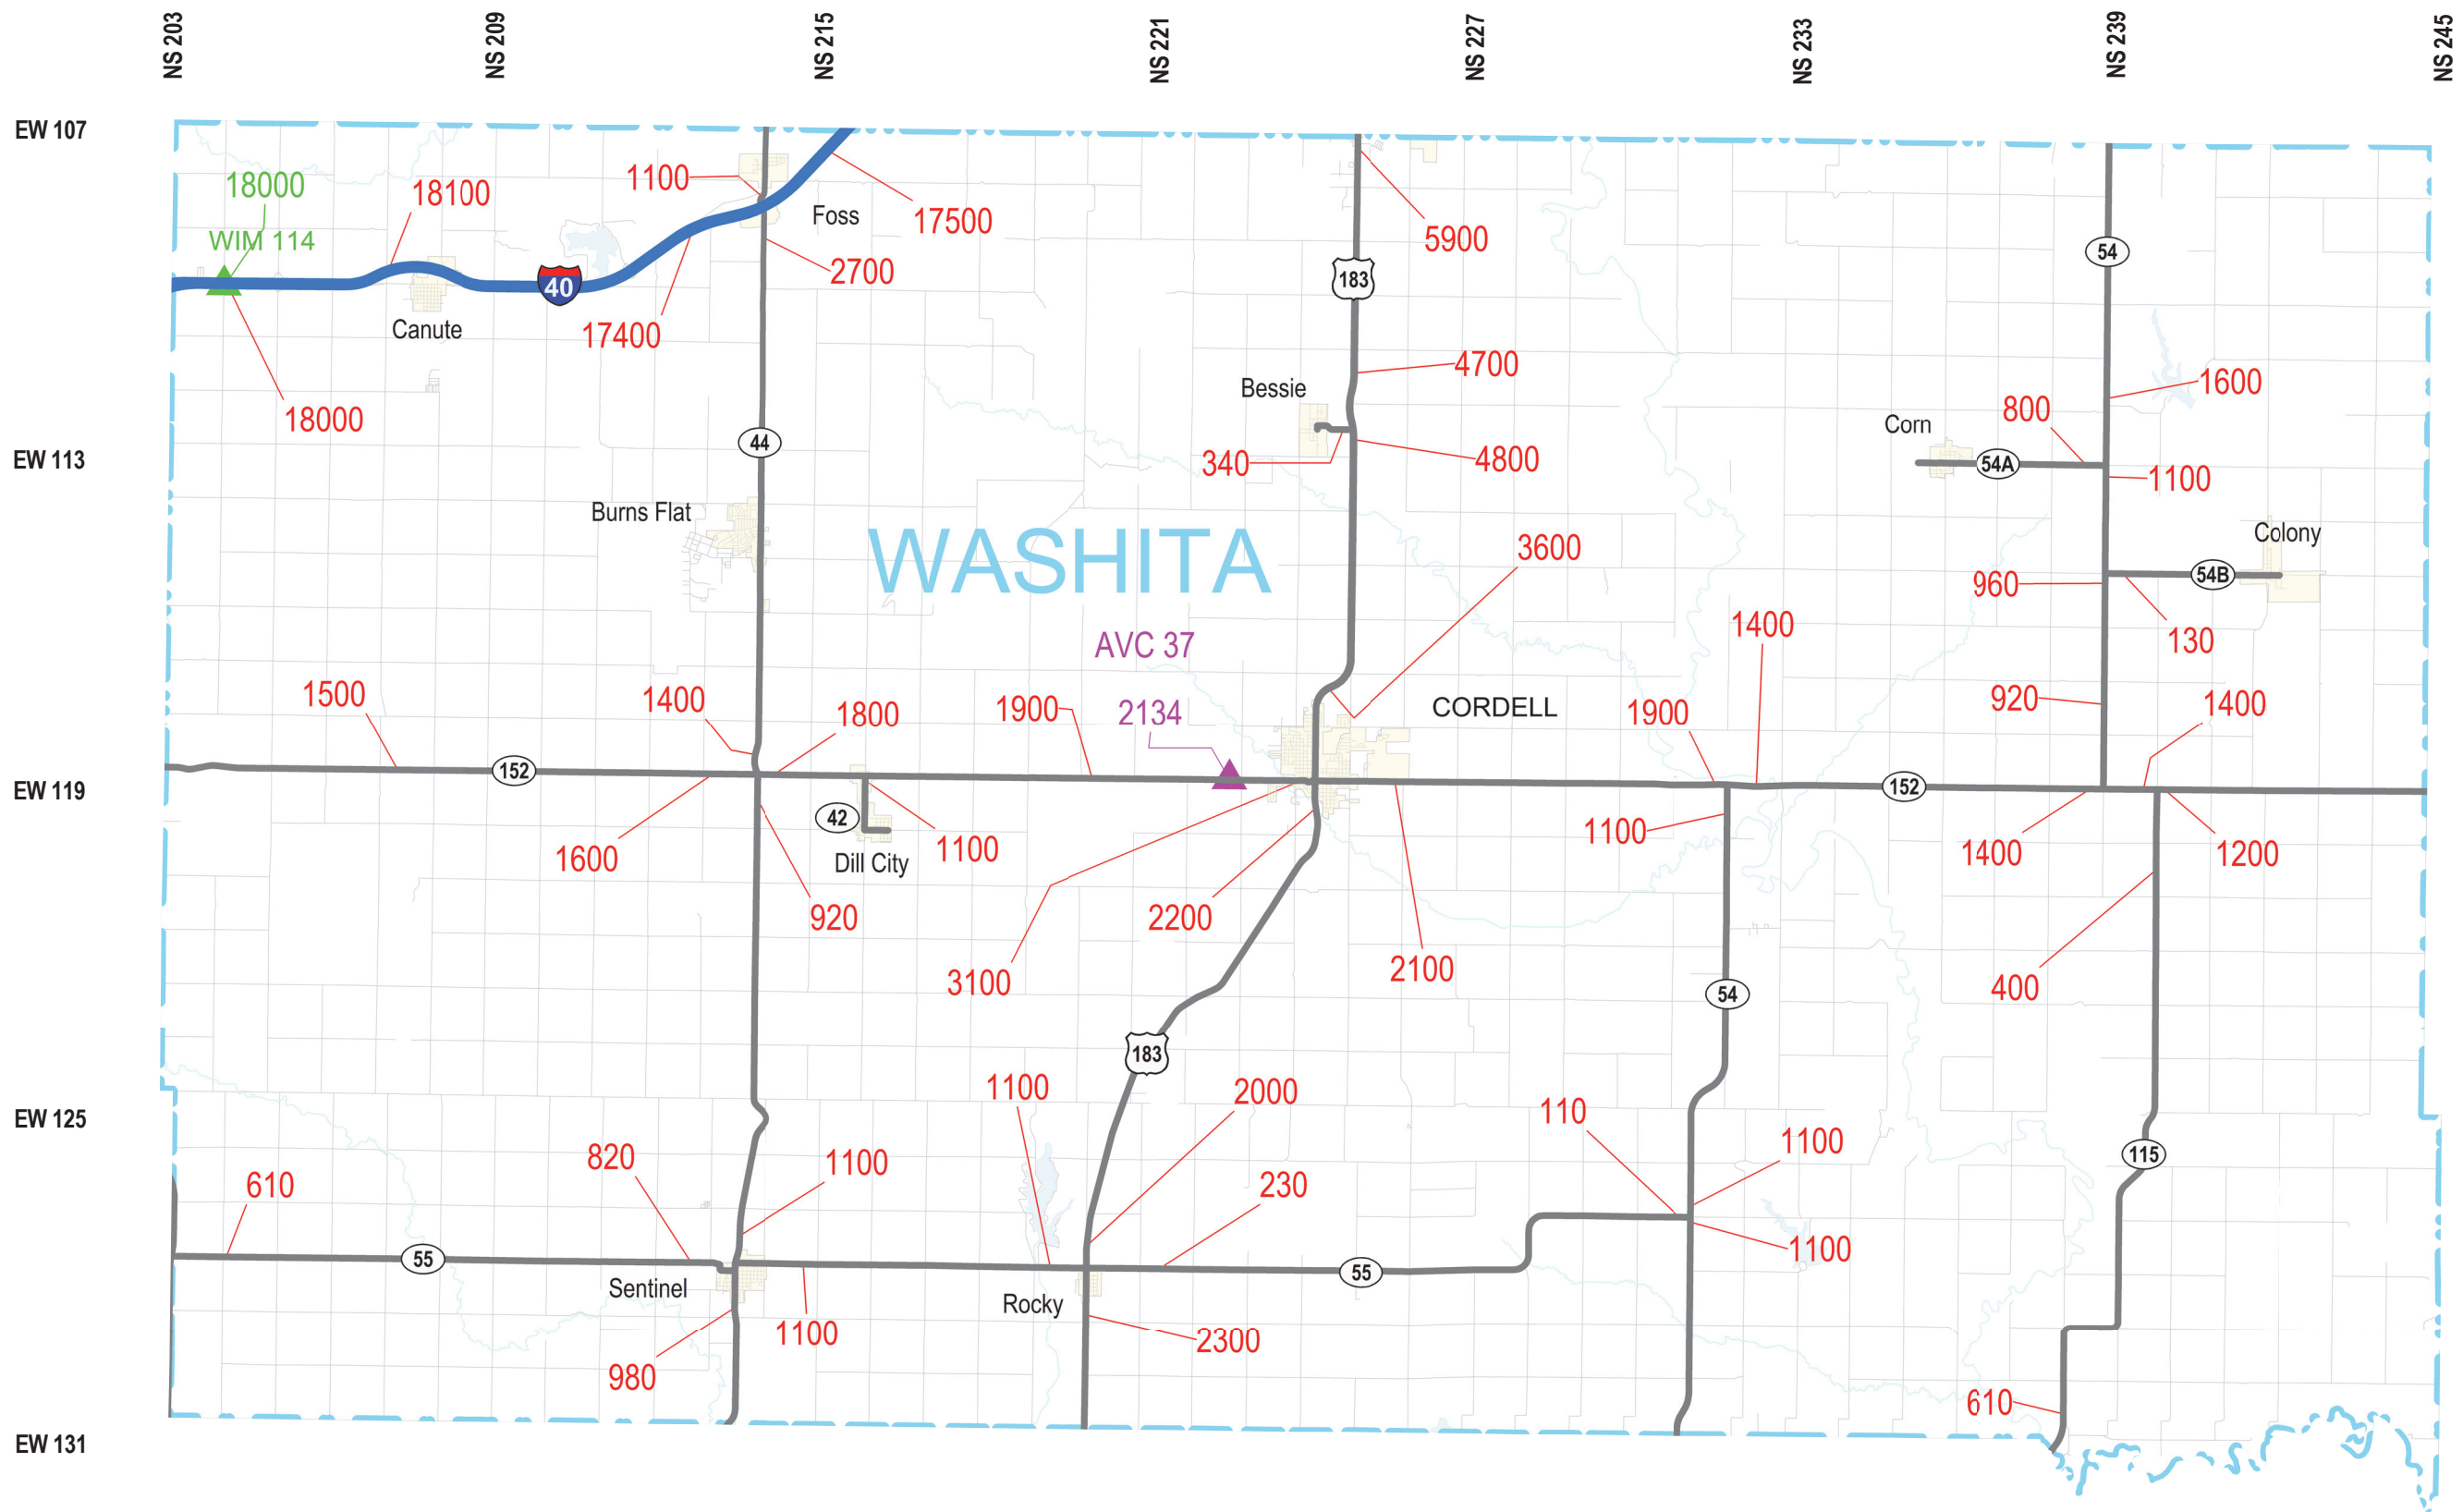 NS 203
NS 209
NS 215
NS 221
NS 227
NS 233
NS 239
NS 245
EW 107
18000
18100
1100
WIM 114
Foss
17500
5900
54
2700
183
40
Canute
17400
4700
1600
Bessie
800
18000
Corn
44
EW 113
340
4800
54A
1100
Burns Flat
Colony
WASHITA
3600
54B
960
1400
130
AVC 37
1500
1400
1800
1900
2134
CORDELL
1900
920
1400
152
152
EW 119
42
1100
1100
1600
Dill City
1400
1200
920
2200
3100
2100
400
54
183
1100
2000
110
EW 125
1100
820
1100
115
610
230
55
55
1100
Sentinel
Rocky
1100
2300
980
610
EW 131